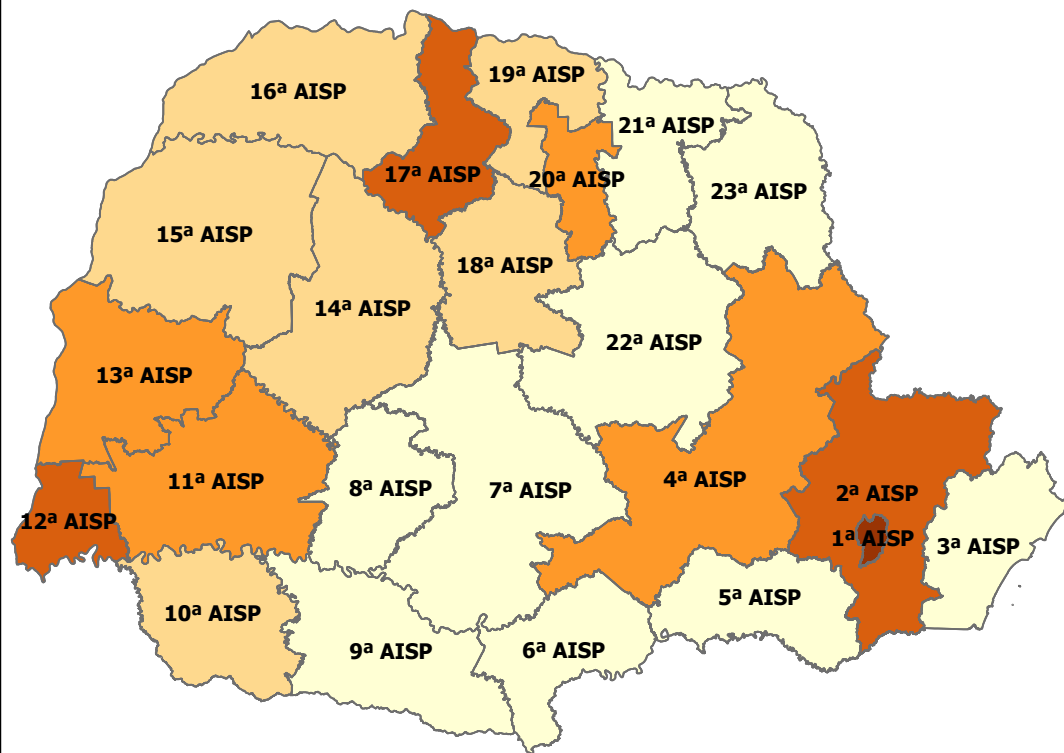 19ª AISP
16ª AISP
21ª AISP
17ª AISP
20ª AISP
23ª AISP
15ª AISP
18ª AISP
14ª AISP
22ª AISP
13ª AISP
11ª AISP
8ª AISP
7ª AISP
4ª AISP
2ª AISP
12ª AISP
1ª AISP
3ª AISP
10ª AISP
5ª AISP
9ª AISP
6ª AISP